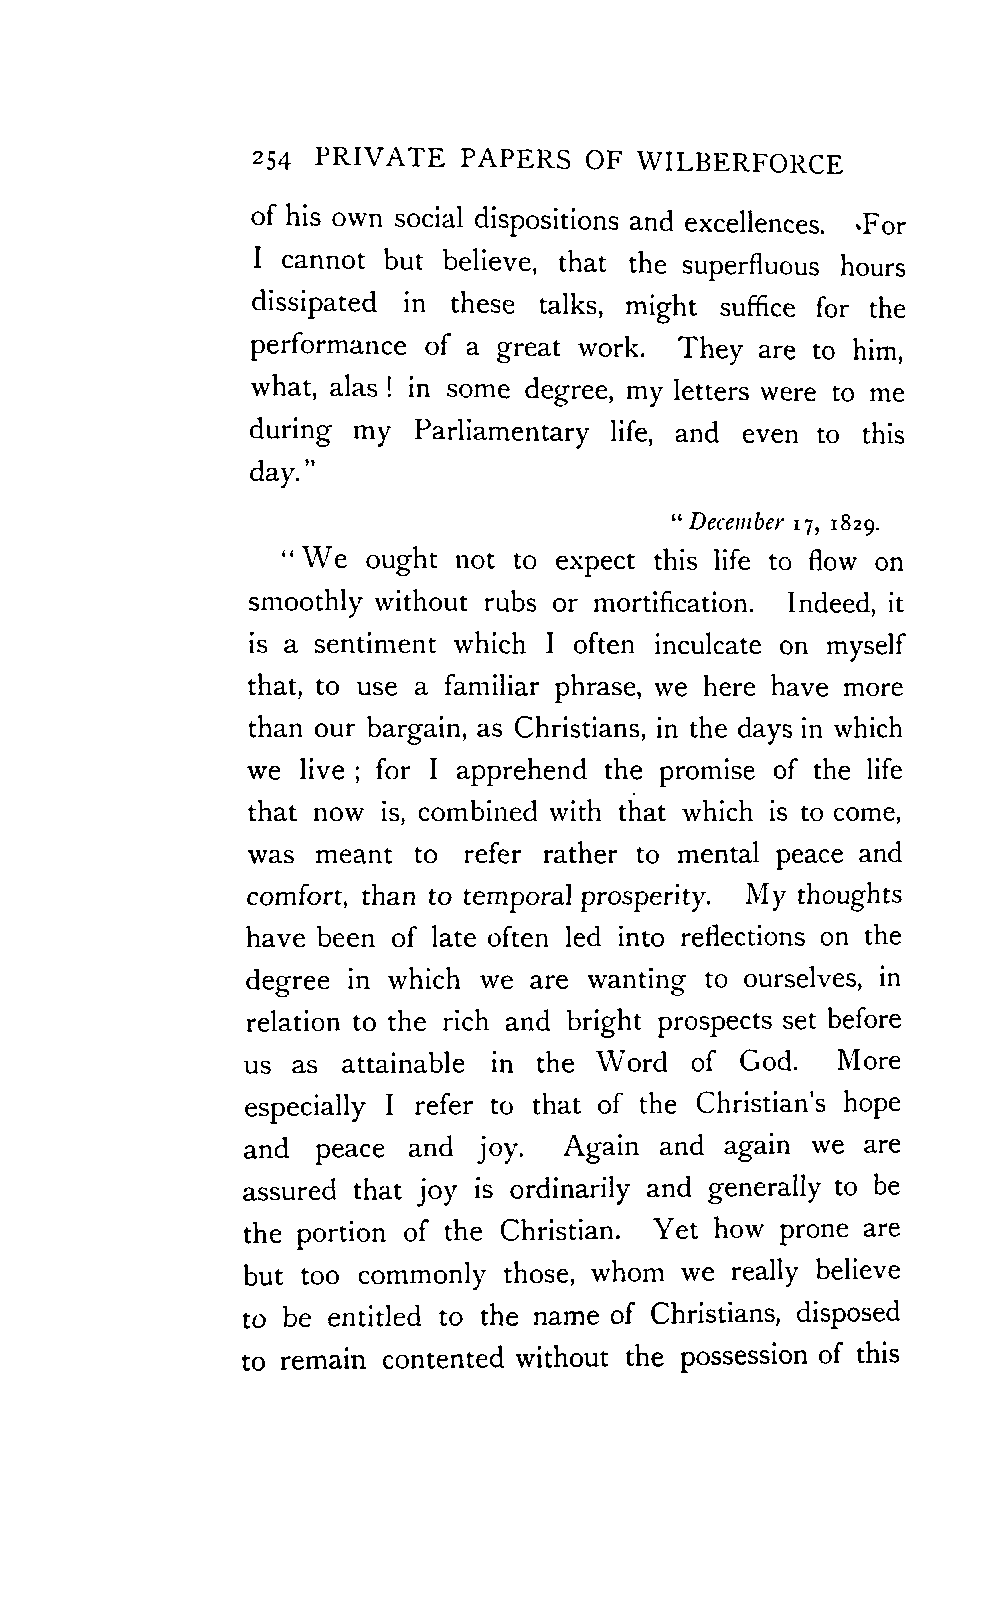 254 PRIVATE PAPERS OF WILBERFORCE
of his own social dispositions and excellences. For
I cannot but believe, that the superfluous hours
dissipated in these talks, might suffice for the
performance of a great work. They are to him,
what, alas! in some degree, my letters were to me
during my Parliamentary life, and even to this
day."
"December 17, 1829.
"We ought not to expect this life to flow on
smoothly without rubs or mortification. Indeed, it
is a sentiment which I often inculcate on myself
that, to use a familiar phrase, we here have more
than our bargain, as Christians, in the days in which
we live; for I apprehend the promise of the life
that now is, combined with that which is to come,
was meant to refer rather to mental peace and
comfort, than to temporal prosperity. My thoughts
have been of late often led into reflections on the
degree in which we are wanting to ourselves, in
relation to the rich and bright prospects set before
us as attainable in the Word of God. More
especially I refer to that of the Christian's hope
and peace and joy. Again and again we are
assured that joy is ordinarily and generally to be
the portion of the Christian. Yet how prone are
but too commonly those, whom we really believe
to be entitled to the name of Christians, disposed
to remain contented without the possession of this